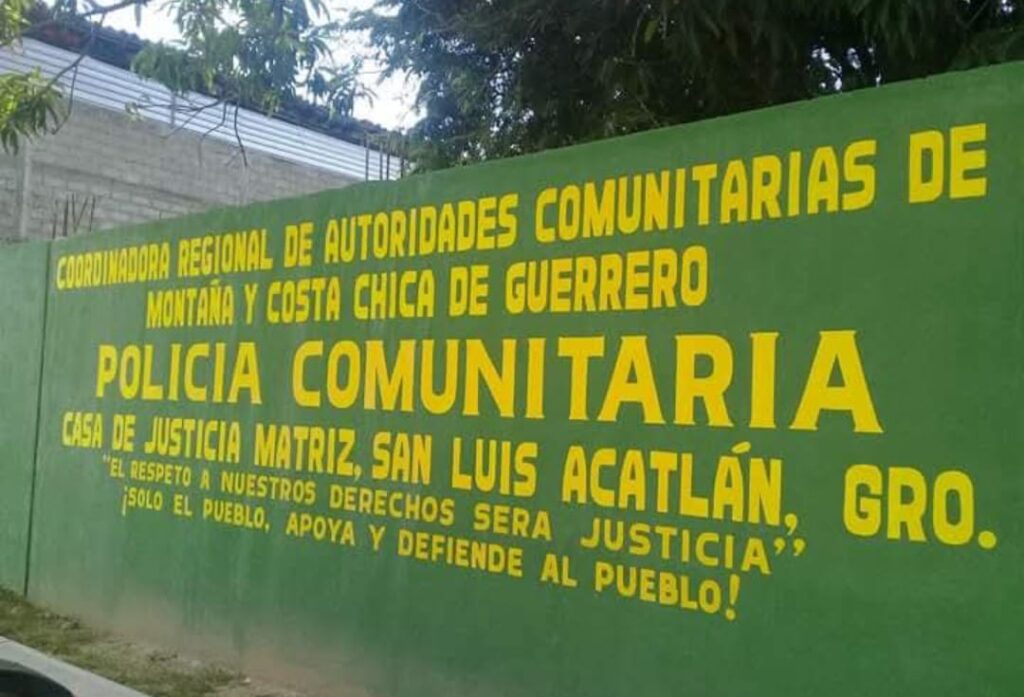 COORDINADORA REGIONAL DE AUTORIDADES COMUNITARIAS DE
MONTAÑA Y COSTA CHICA DE GUERRERO
POLICIA COMUNITARIA
CASA DE JUSTICIA MATRIZ, SAN LUIS ACATLÁN, GRO.
"EL RESPETO A NUESTROS DERECHOS SERA JUSTICIA"
¡SOLO EL PUEBLO, APOYA Y DEFIENDE AL PUEBLO!